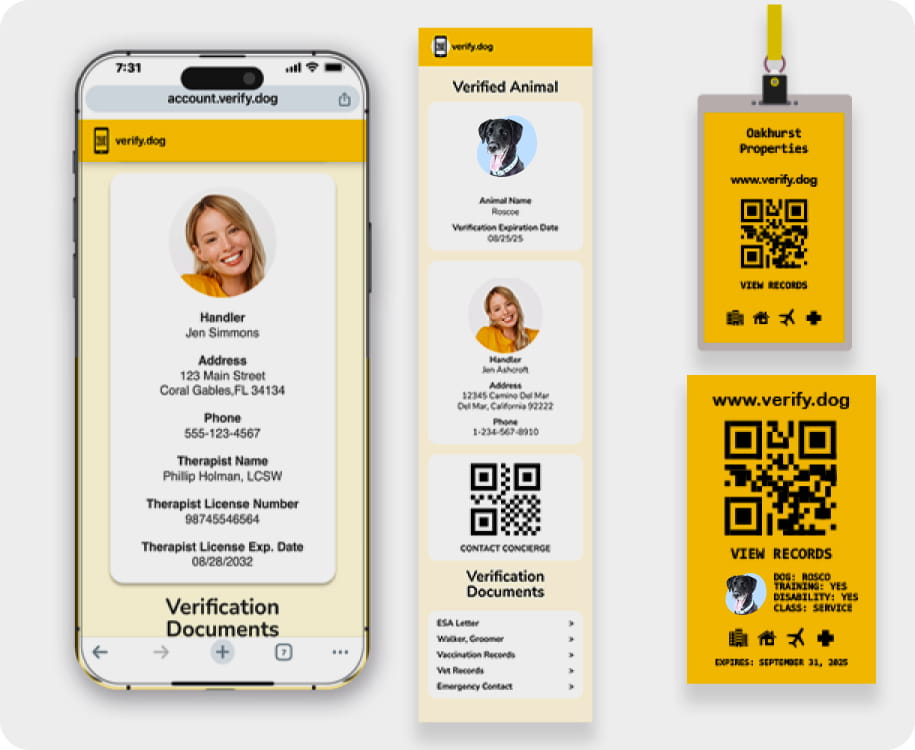 7:31
account.verify.dog
verify.dog
Handler
Jen Simmons
Address
123 Main Street
Coral Gables,FL 34134
Phone
555-123-4567
Therapist Name
Phillip Holman, LCSW
Therapist License Number
98745546564
Therapist License Exp. Date
08/28/2032
Verification
Documents
7
verify.dog
Verified Animal
Animal Name
Roscoe
Verification Expiration Date
08/25/25
Handler
Jen Ashcroft
Address
12345 Camino Del Mar
Del Mar, California 92222
Phone
1-234-567-8910
CONTACT CONCIERGE
Verification
Documents
ESA Letter >
Walker, Groomer >
Vaccination Records >
Vet Records >
Emergency Contact >
Oakhurst
Properties
www.verify.dog
VIEW RECORDS
www.verify.dog
VIEW RECORDS
DOG: ROSCO
TRAINING: YES
DISABILITY: YES
CLASS: SERVICE
EXPIRES: SEPTEMBER 31, 2025